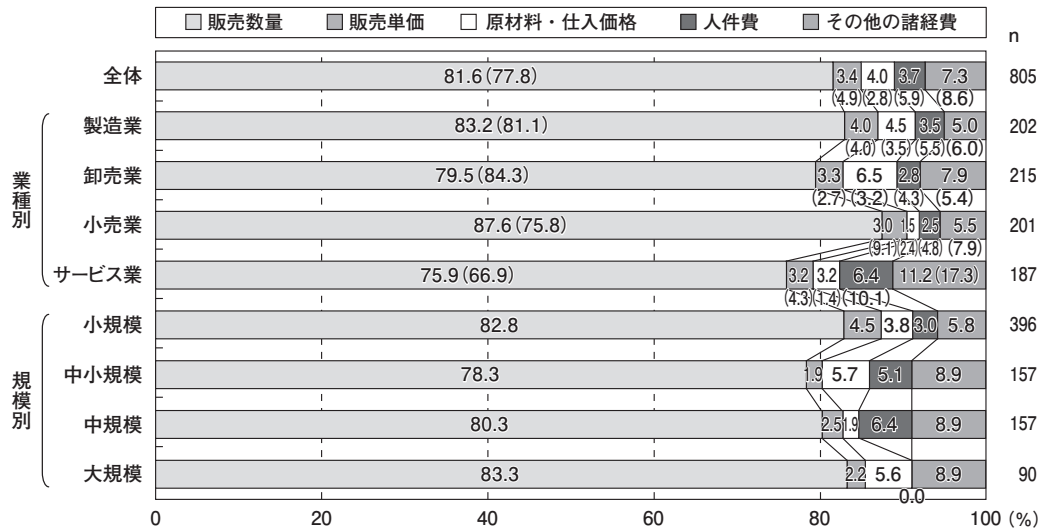 販売数量 販売単価 原材料・仕入価格 人件費 その他の諸経費
n
全体 81.6(77.8) 3.4 4.0 3.7 7.3 805
(4.9)(2.8)(5.9) (8.6)
業種別
製造業 83.2(81.1) 4.0 4.5 3.5 5.0 202
(4.0)(3.5)(5.5)(6.0)
卸売業 79.5(84.3) 3.3 6.5 2.8 7.9 215
(2.7)(3.2)(4.3) (5.4)
小売業 87.6(75.8) 3.0 1.5 2.5 5.5 201
(9.1)(2.4)(4.8) (7.9)
サービス業 75.9(66.9) 3.2 3.2 6.4 11.2(17.3) 187
(4.3)(1.4)(10.1)
規模別
小規模 82.8 4.5 3.8 3.0 5.8 396
中小規模 78.3 1.9 5.7 5.1 8.9 157
中規模 80.3 2.5 1.9 6.4 8.9 157
大規模 83.3 2.2 5.6 8.9 90
0.0
0 20 40 60 80 100 (%)